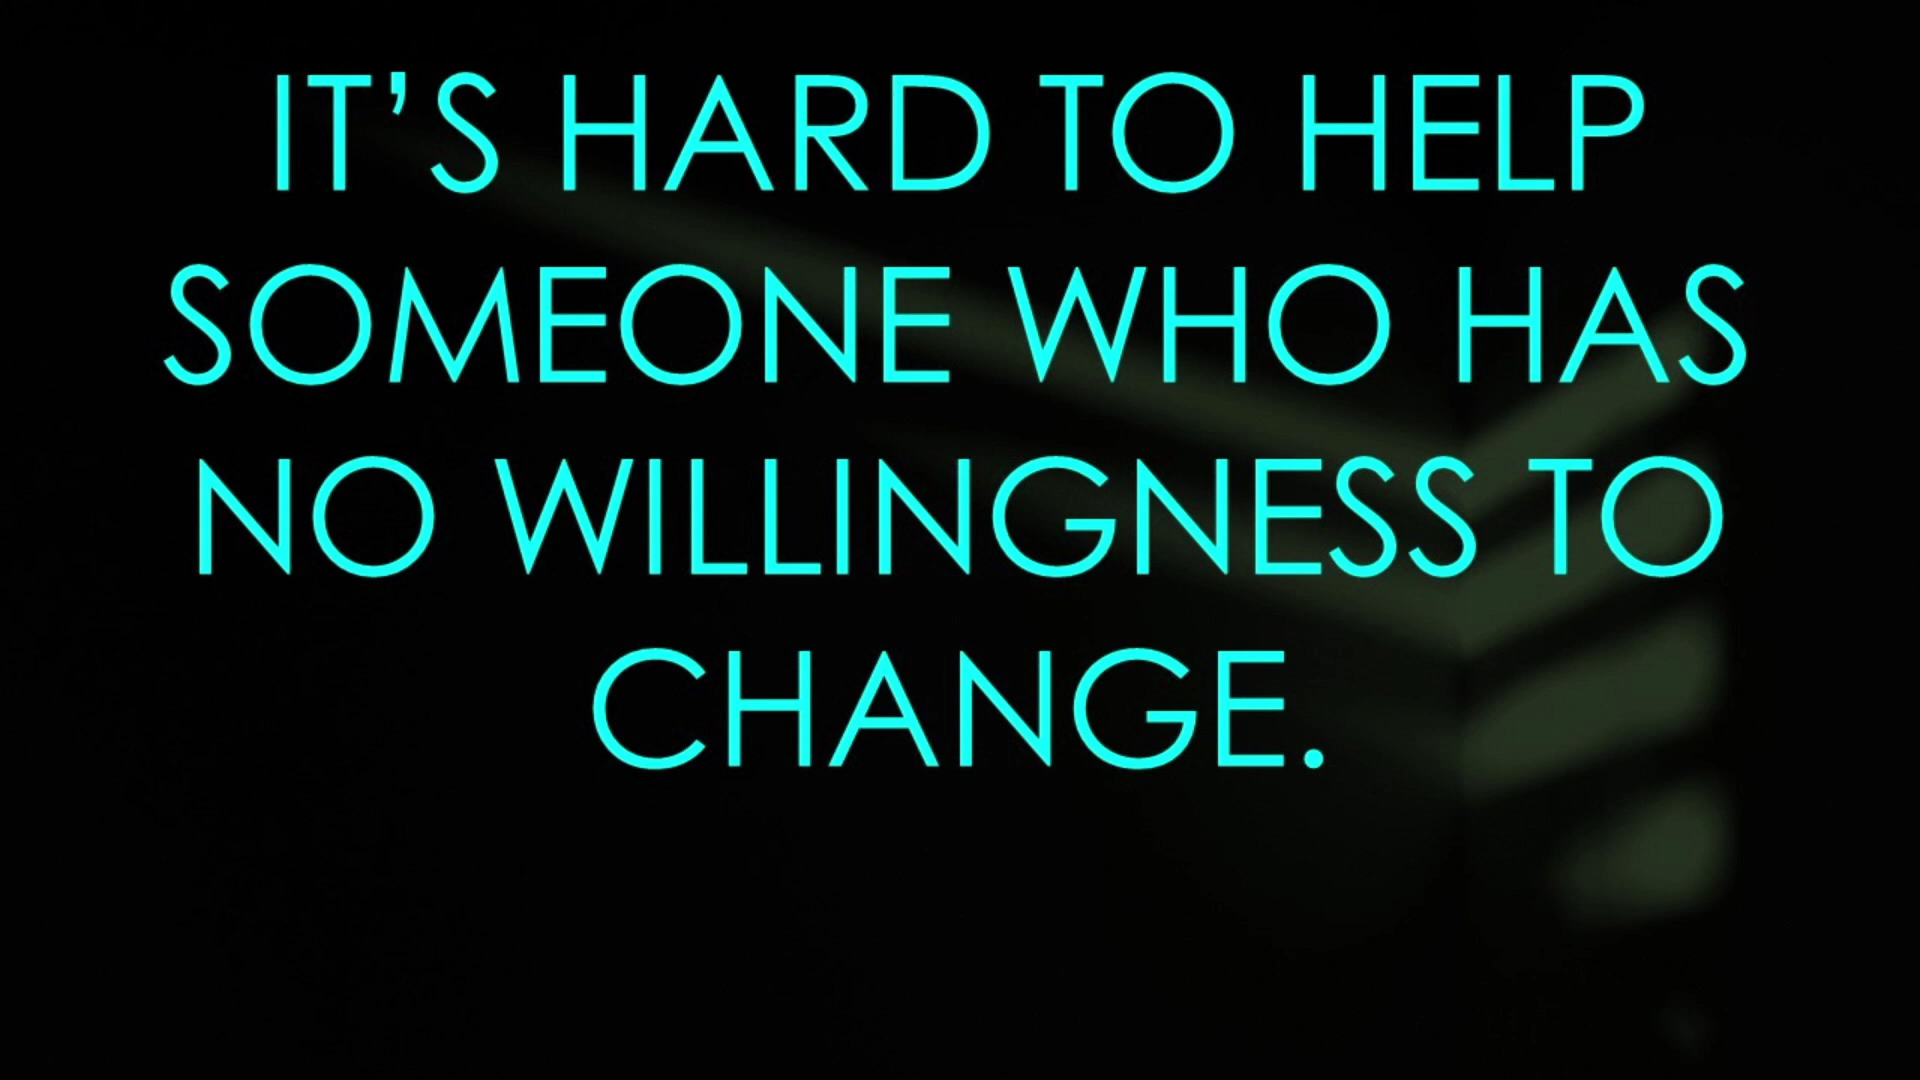 IT’S HARD TO HELP
SOMEONE WHO HAS
NO WILLINGNESS TO
CHANGE.